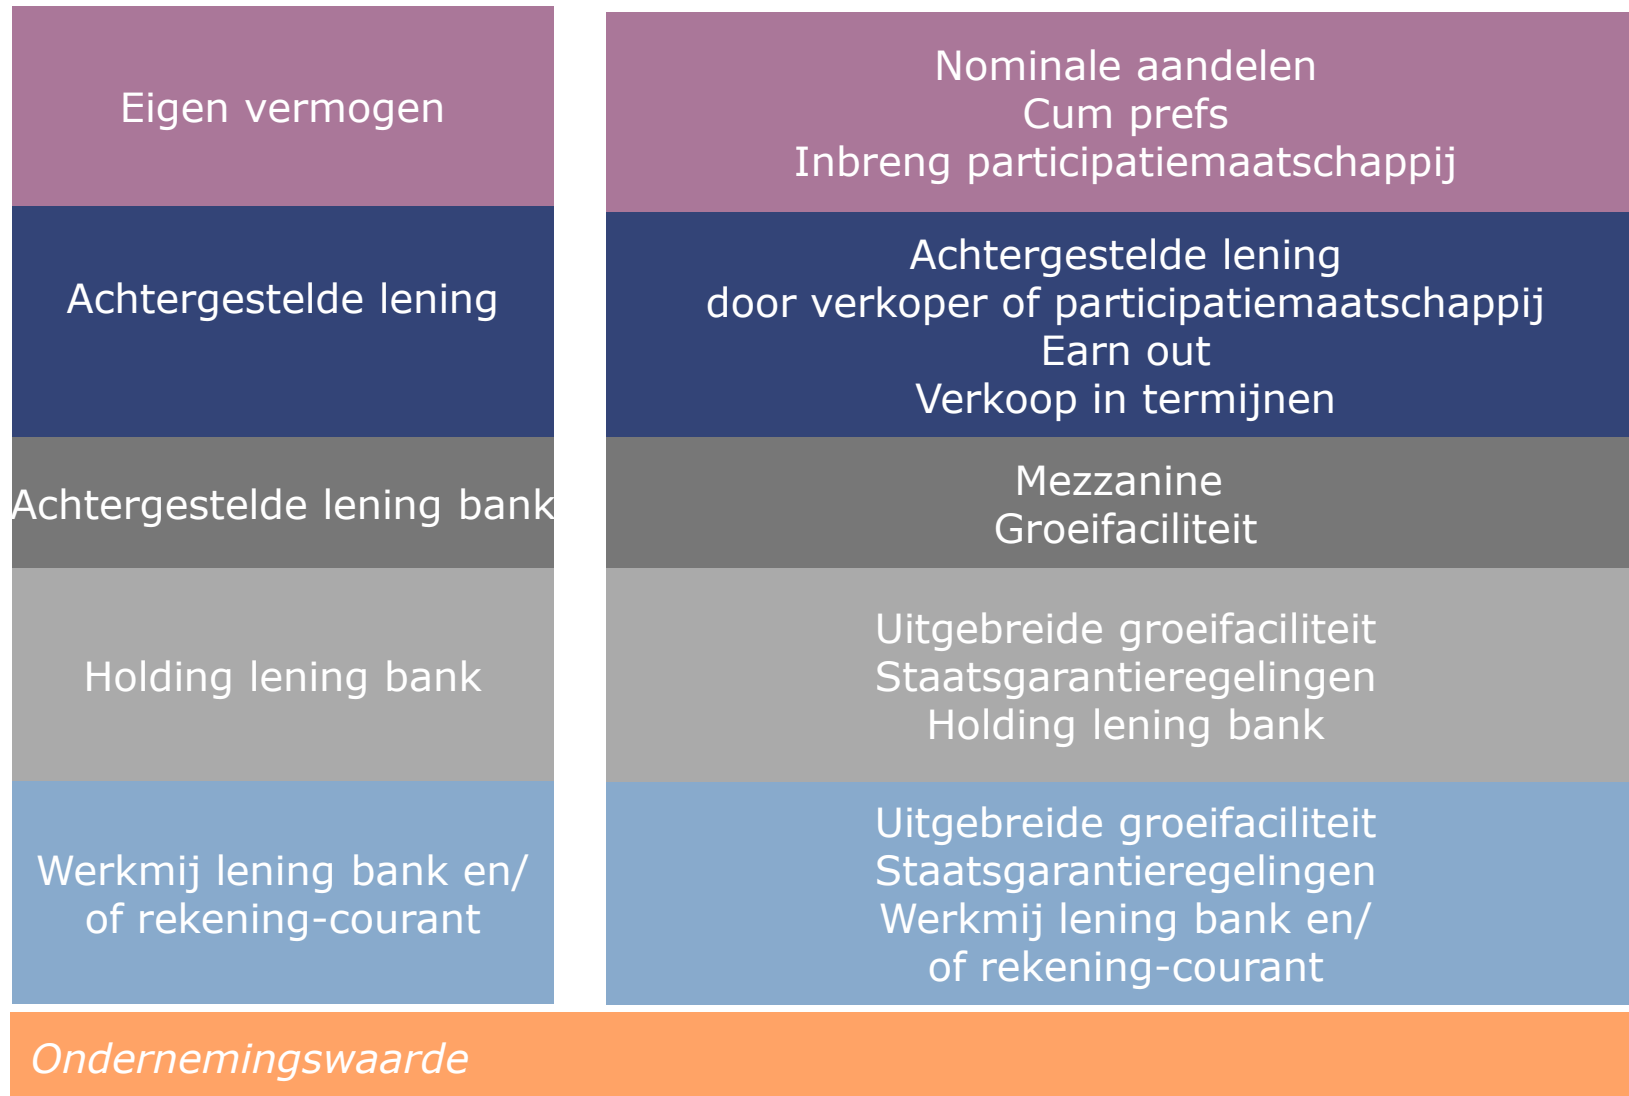 Eigen vermogen
Nominale aandelen
Cum prefs
Inbreng participatiemaatschappij
Achtergestelde lening
Achtergestelde lening
door verkoper of participatiemaatschappij
Earn out
Verkoop in termijnen
Achtergestelde lening bank
Mezzanine
Groeifaciliteit
Holding lening bank
Uitgebreide groeifaciliteit
Staatsgarantieregelingen
Holding lening bank
Werkmij lening bank en/
of rekening-courant
Uitgebreide groeifaciliteit
Staatsgarantieregelingen
Werkmij lening bank en/
of rekening-courant
Ondernemingswaarde